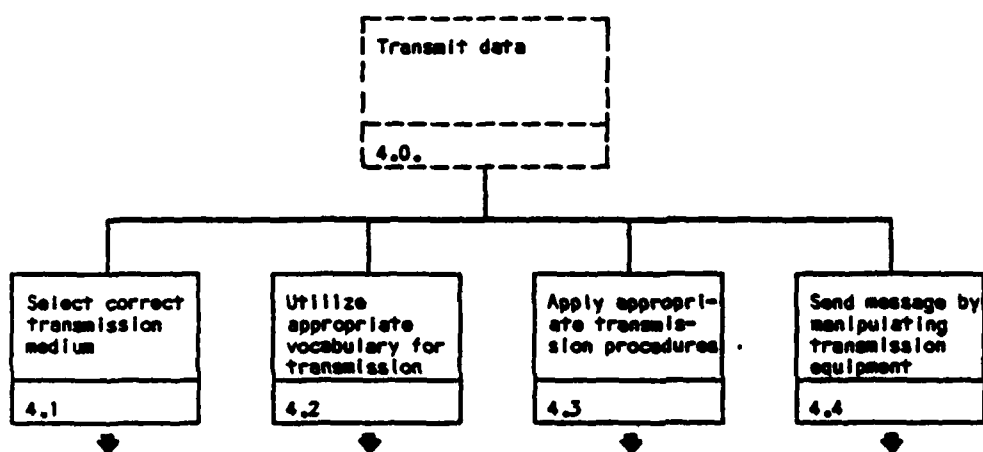 Transmit data
4.0.
Select correct
transmission
medium
4.1
Utilize
appropriate
vocabulary for
transmission
4.2
Apply appropri-
ate transmis-
sion procedures
4.3
Send message by
manipulating
transmission
equipment
4.4